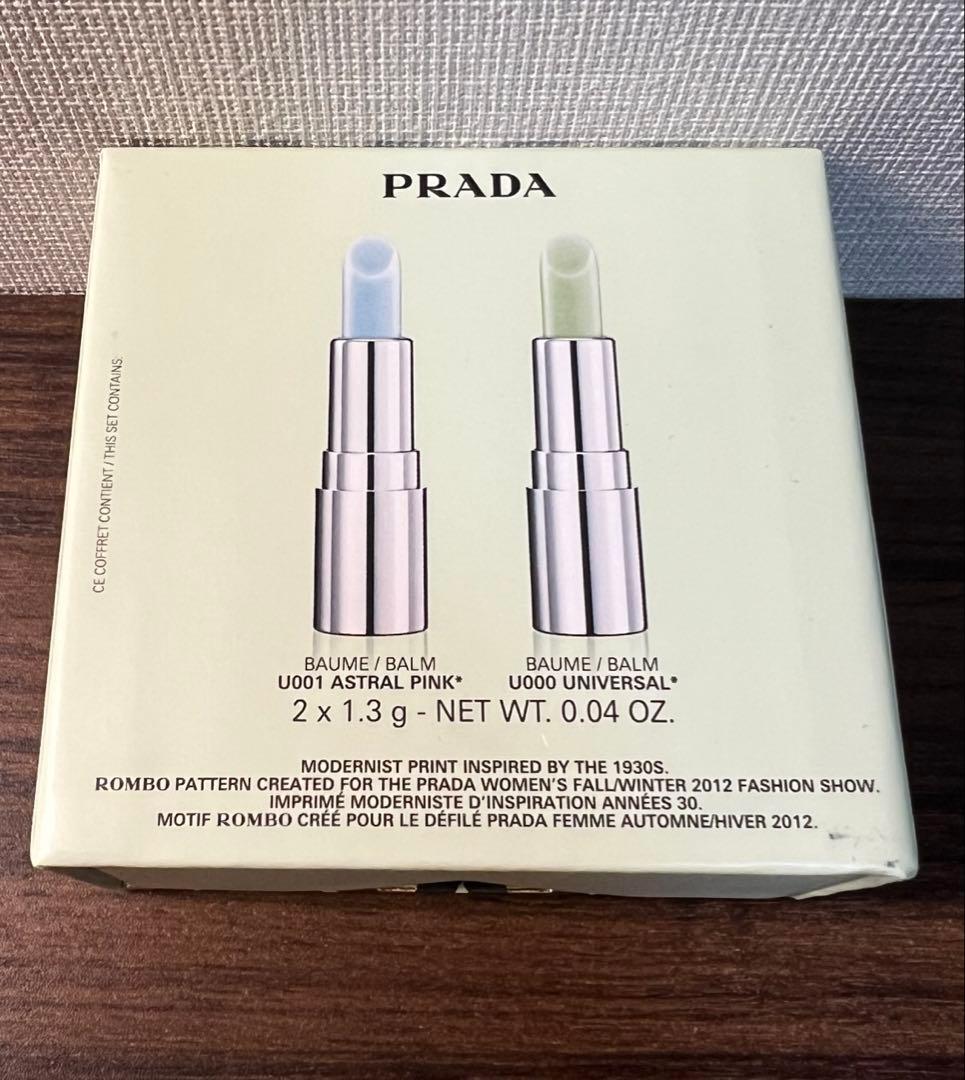 PRADA
CE COFFRET CONTIENT / THIS SET CONTAINS:
BAUME / BALM
U001 ASTRAL PINK*
BAUME / BALM
U000 UNIVERSAL*
2 x 1.3 g - NET WT. 0.04 OZ.
MODERNIST PRINT INSPIRED BY THE 1930S.
ROMBO PATTERN CREATED FOR THE PRADA WOMEN'S FALL/WINTER 2012 FASHION SHOW.
IMPRIMÉ MODERNISTE D'INSPIRATION ANNÉES 30.
MOTIF ROMBO CRÉÉ POUR LE DÉFILÉ PRADA FEMME AUTOMNE/HIVER 2012.